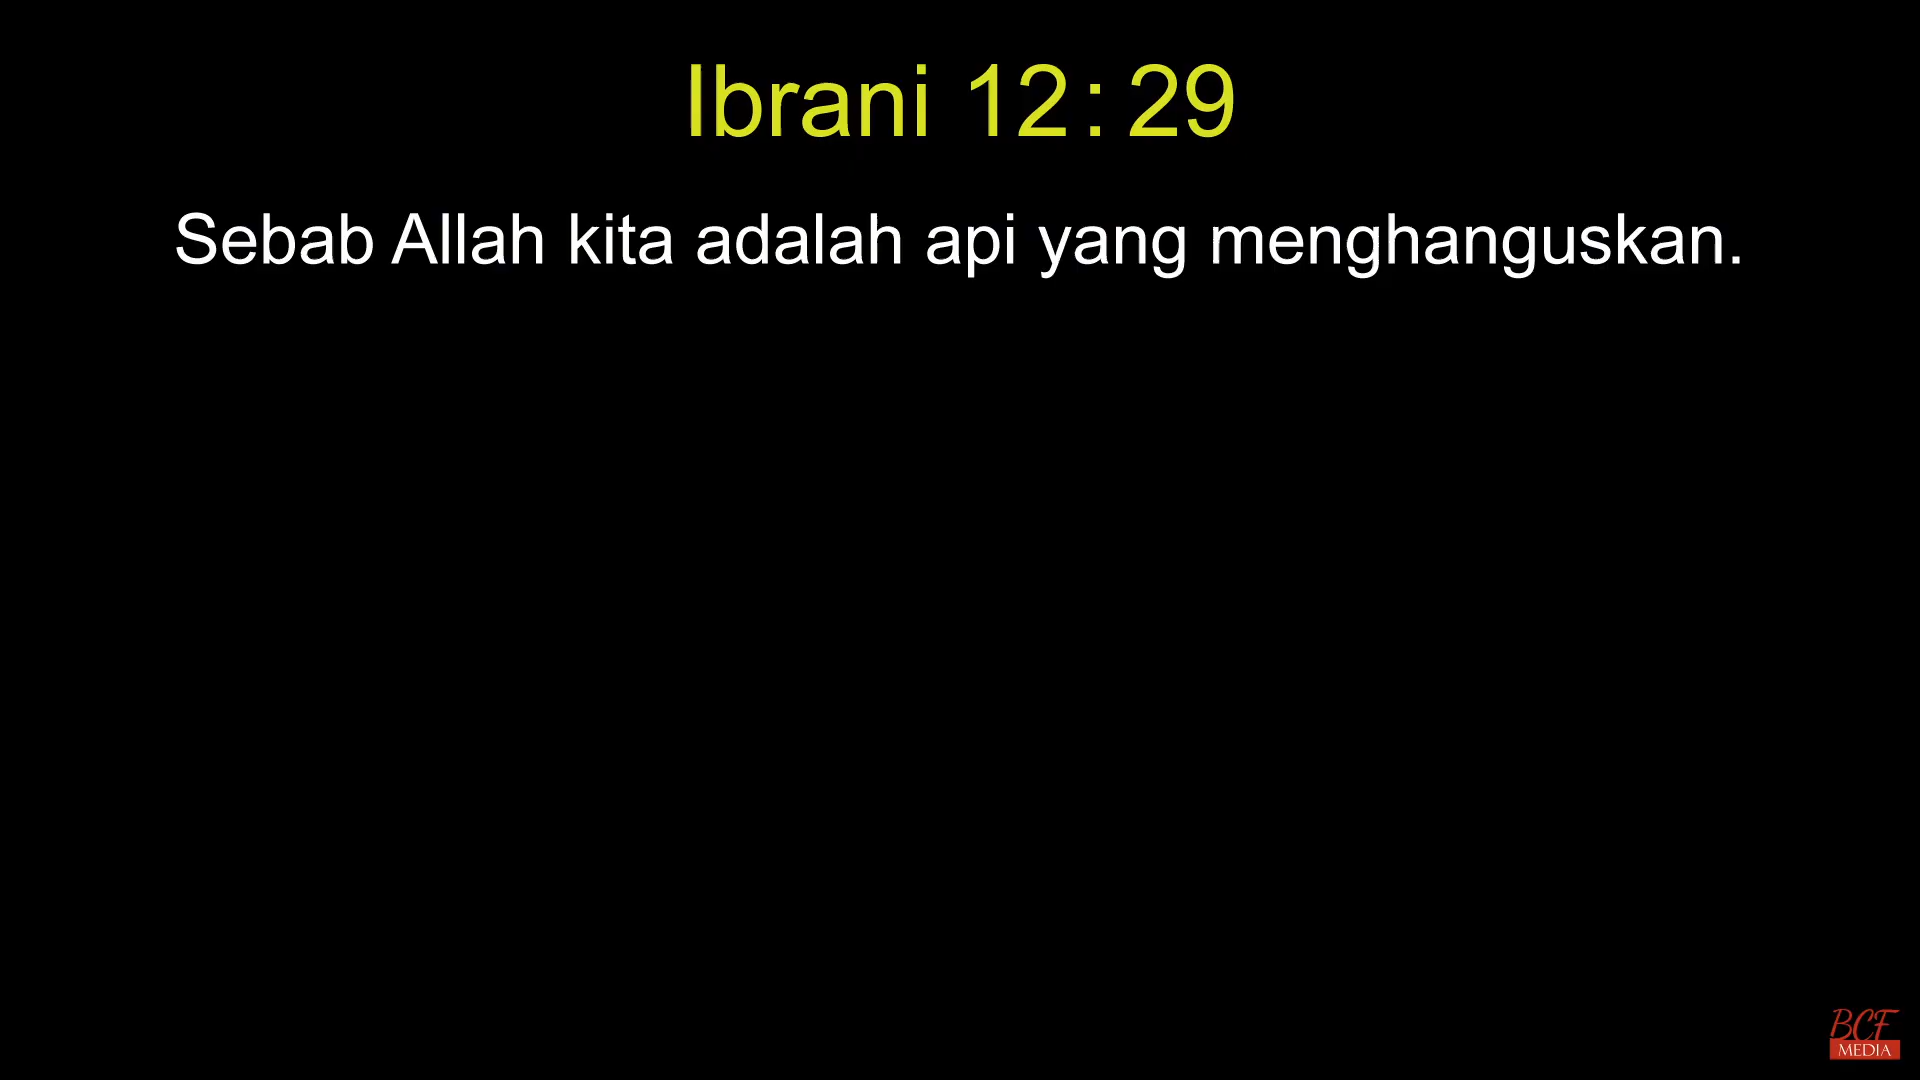 Ibrani 12:29
Sebab Allah kita adalah api yang menghanguskan.
BCF
MEDIA